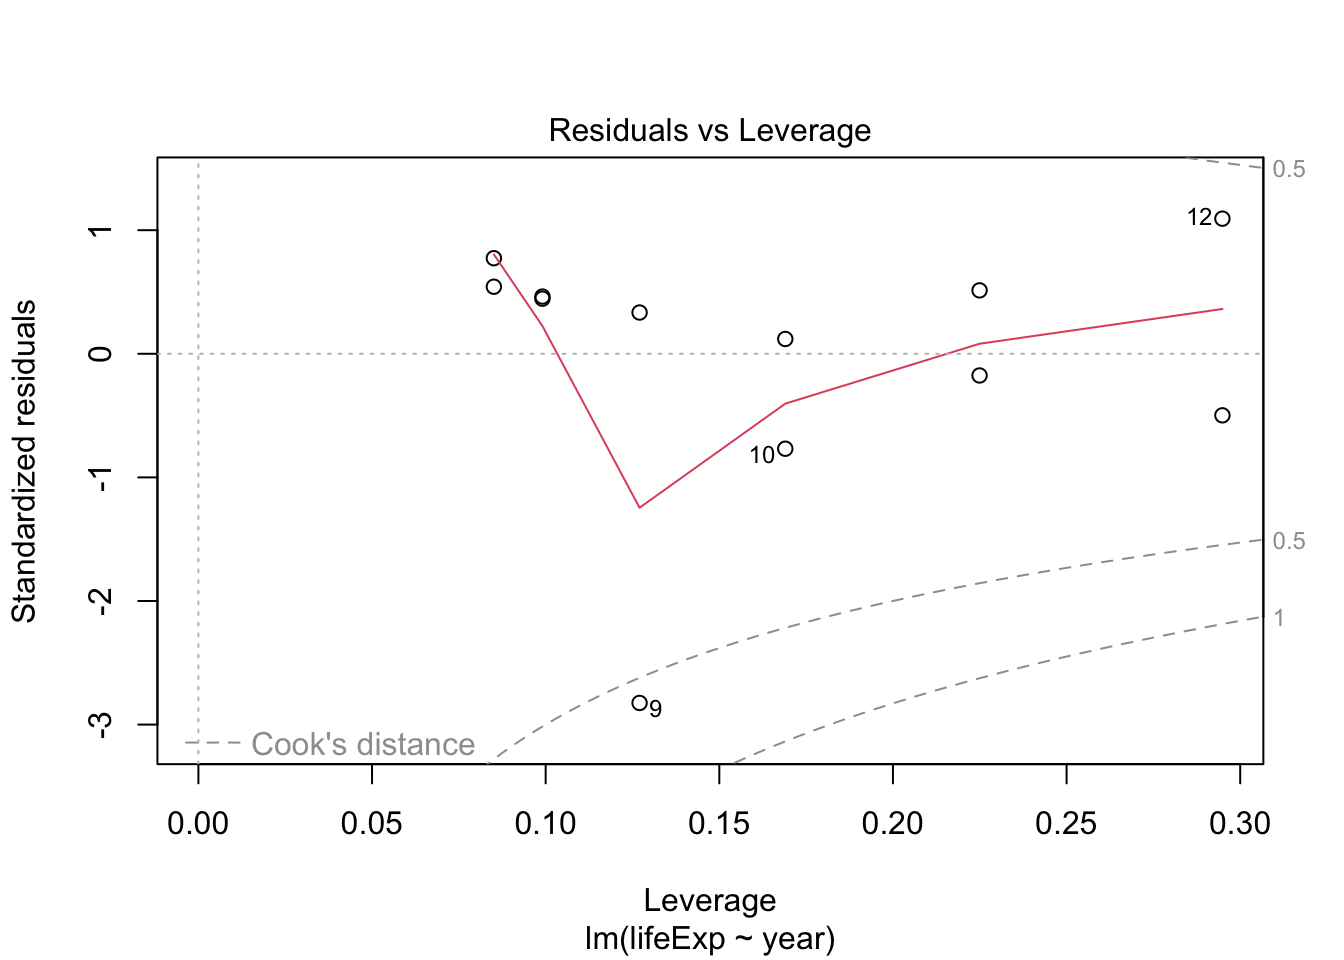 Residuals vs Leverage
Standardized residuals
1
0
-1
-2
-3
0.5
12
10
0.5
1
9
Cook's distance
0.00 0.05 0.10 0.15 0.20 0.25 0.30
Leverage
lm(lifeExp ~ year)